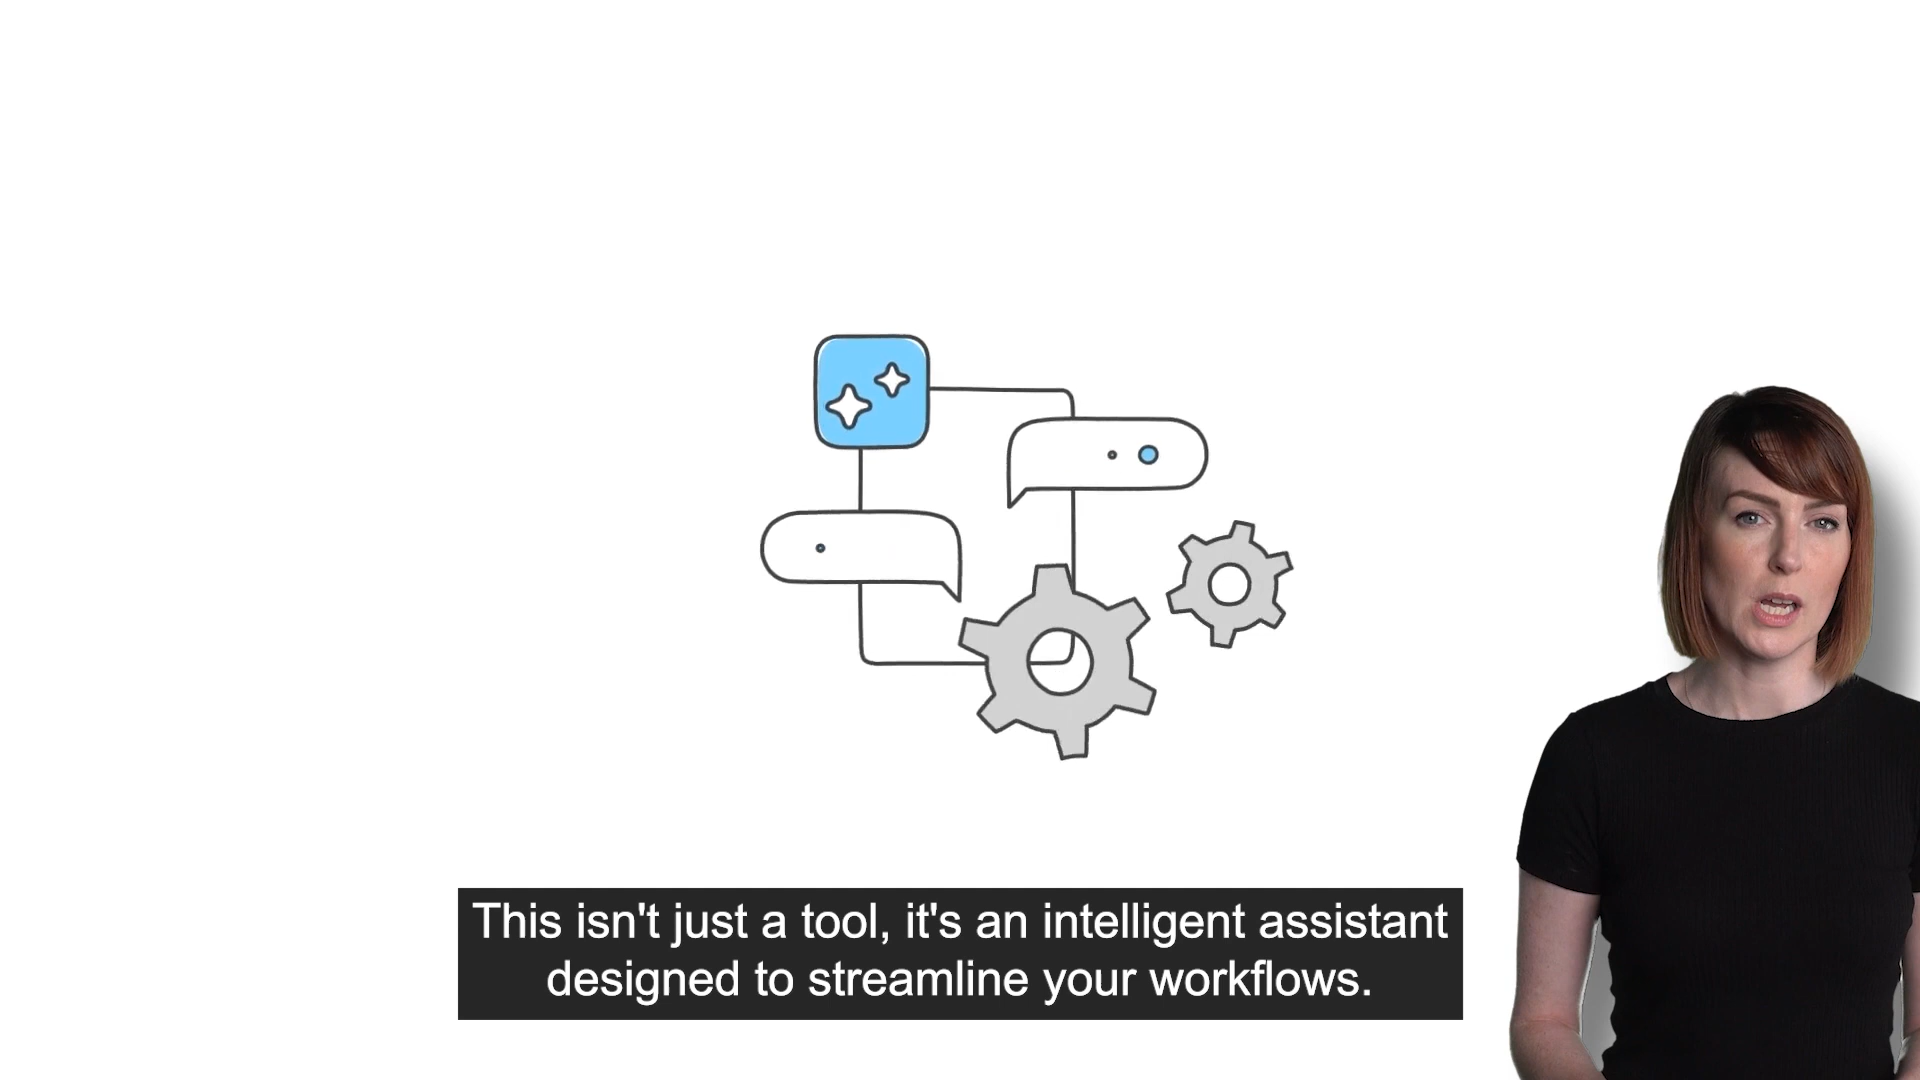 This isn't just a tool, it's an intelligent assistant
designed to streamline your workflows.